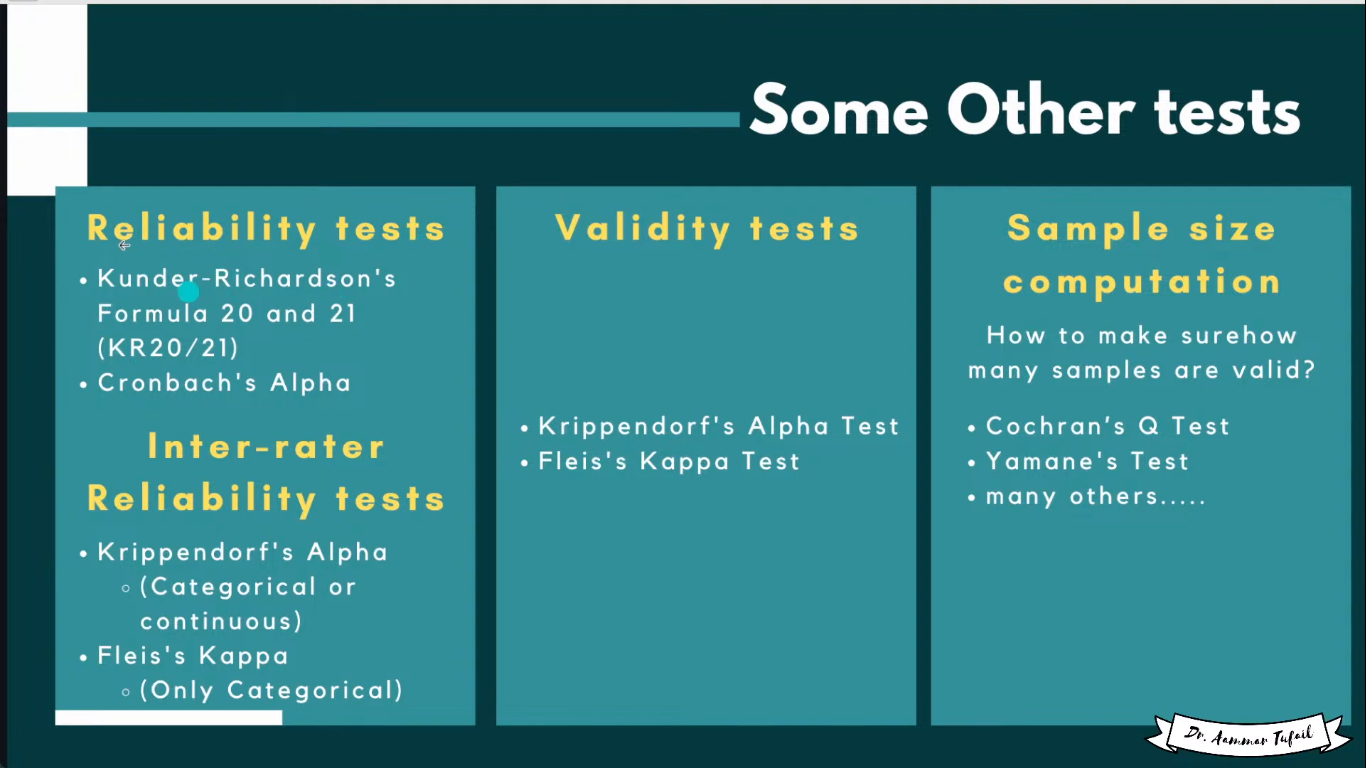 Some Other tests
Reliability tests
• Kunder-Richardson's
Formula 20 and 21
(KR20/21)
• Cronbach's Alpha
Inter-rater
Reliability tests
• Krippendorf's Alpha
◦ (Categorical or
continuous)
• Fleis's Kappa
◦ (Only Categorical)
Validity tests
• Krippendorf's Alpha Test
• Fleis's Kappa Test
Sample size
computation
How to make surehow
many samples are valid?
• Cochran’s Q Test
• Yamane's Test
• many others.....
Dr. Aammar Tufail